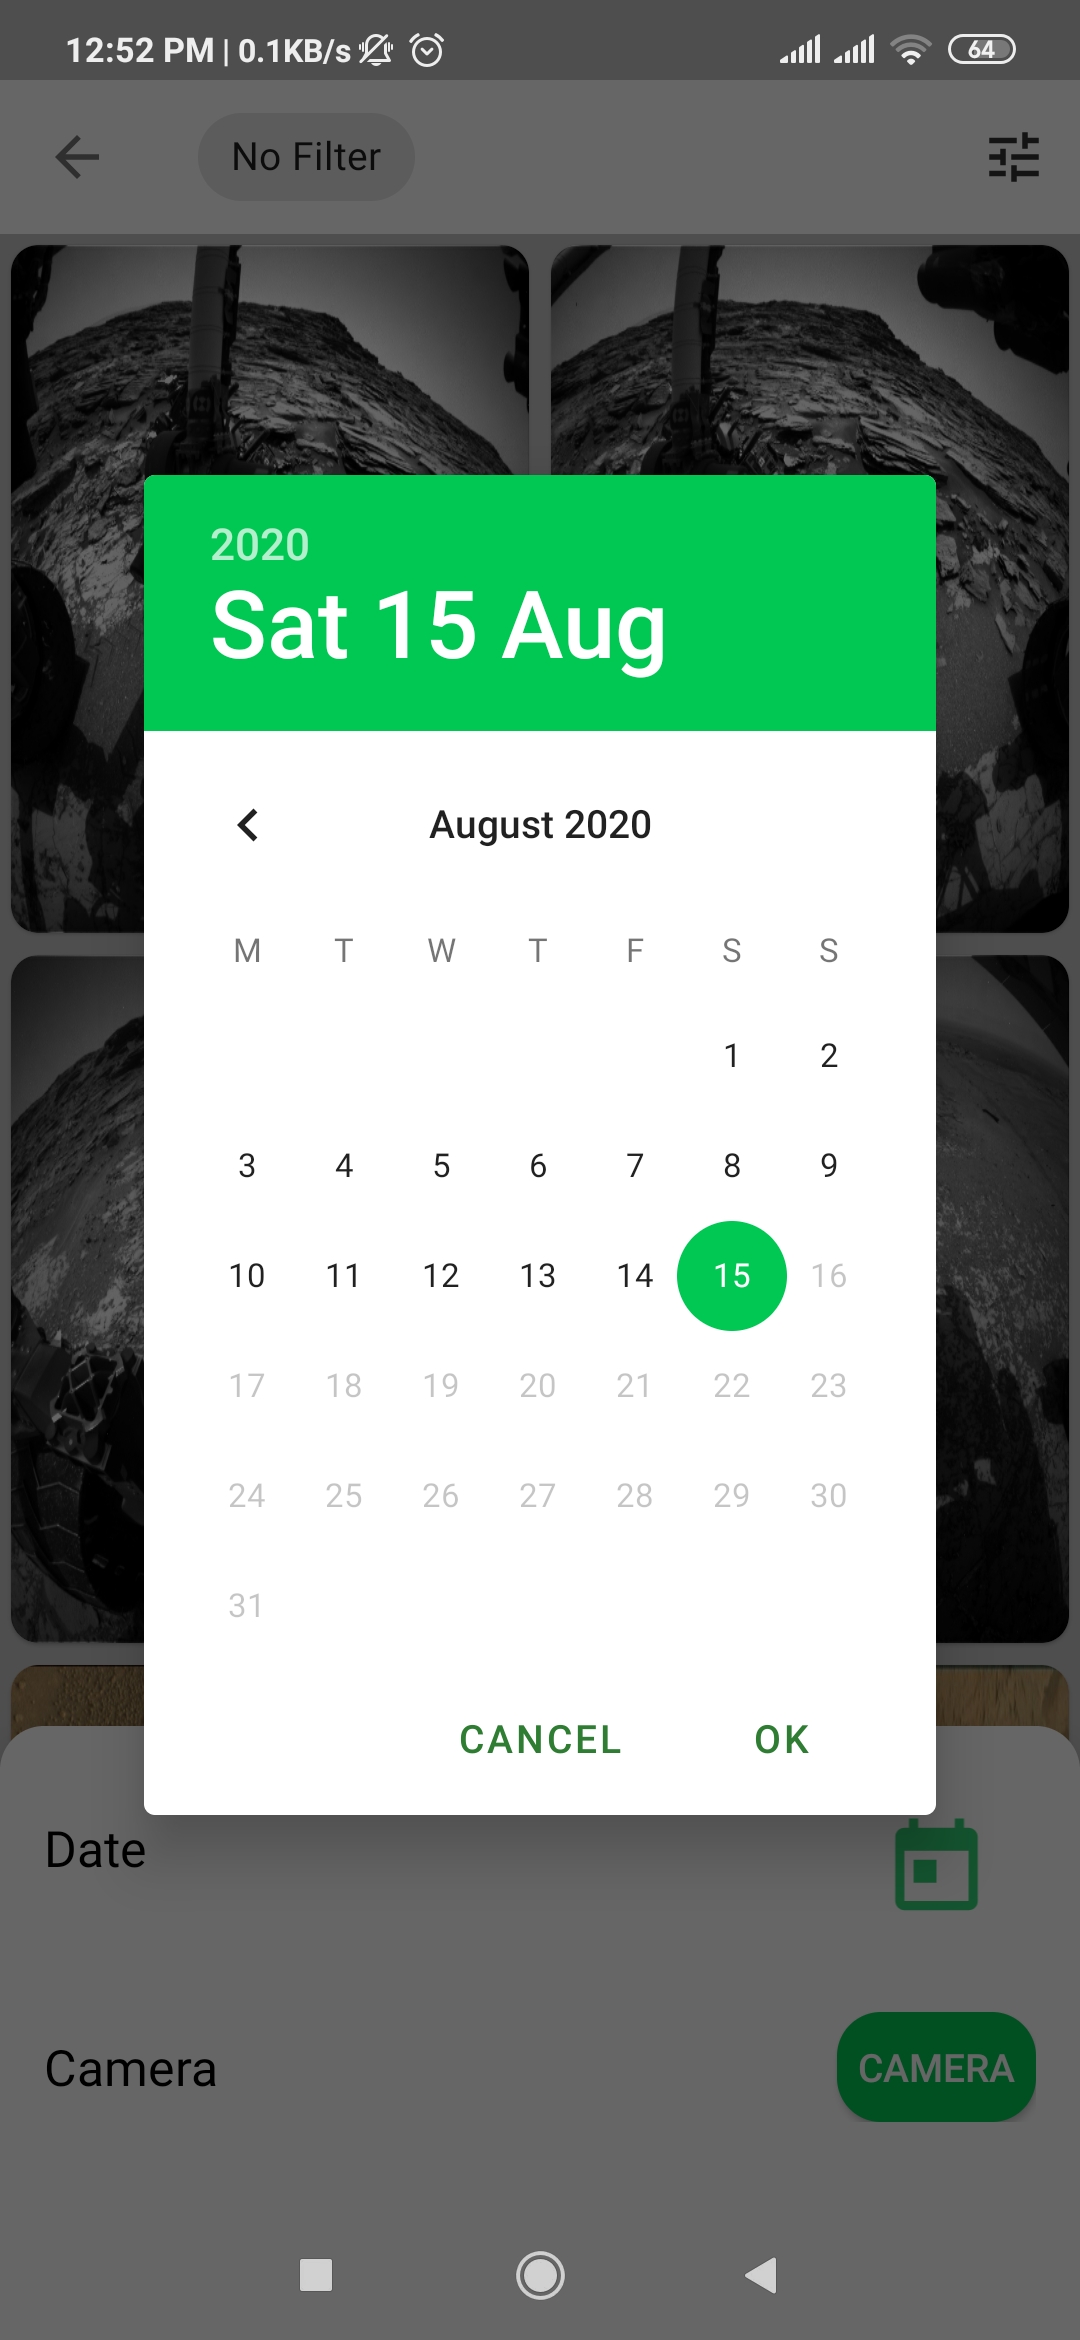 12:52 PM | 0.1KB/s 64
No Filter
2020
Sat 15 Aug
August 2020
M T W T F S S
1 2
3 4 5 6 7 8 9
10 11 12 13 14 15 16
17 18 19 20 21 22 23
24 25 26 27 28 29 30
31
CANCEL OK
Date
Camera CAMERA